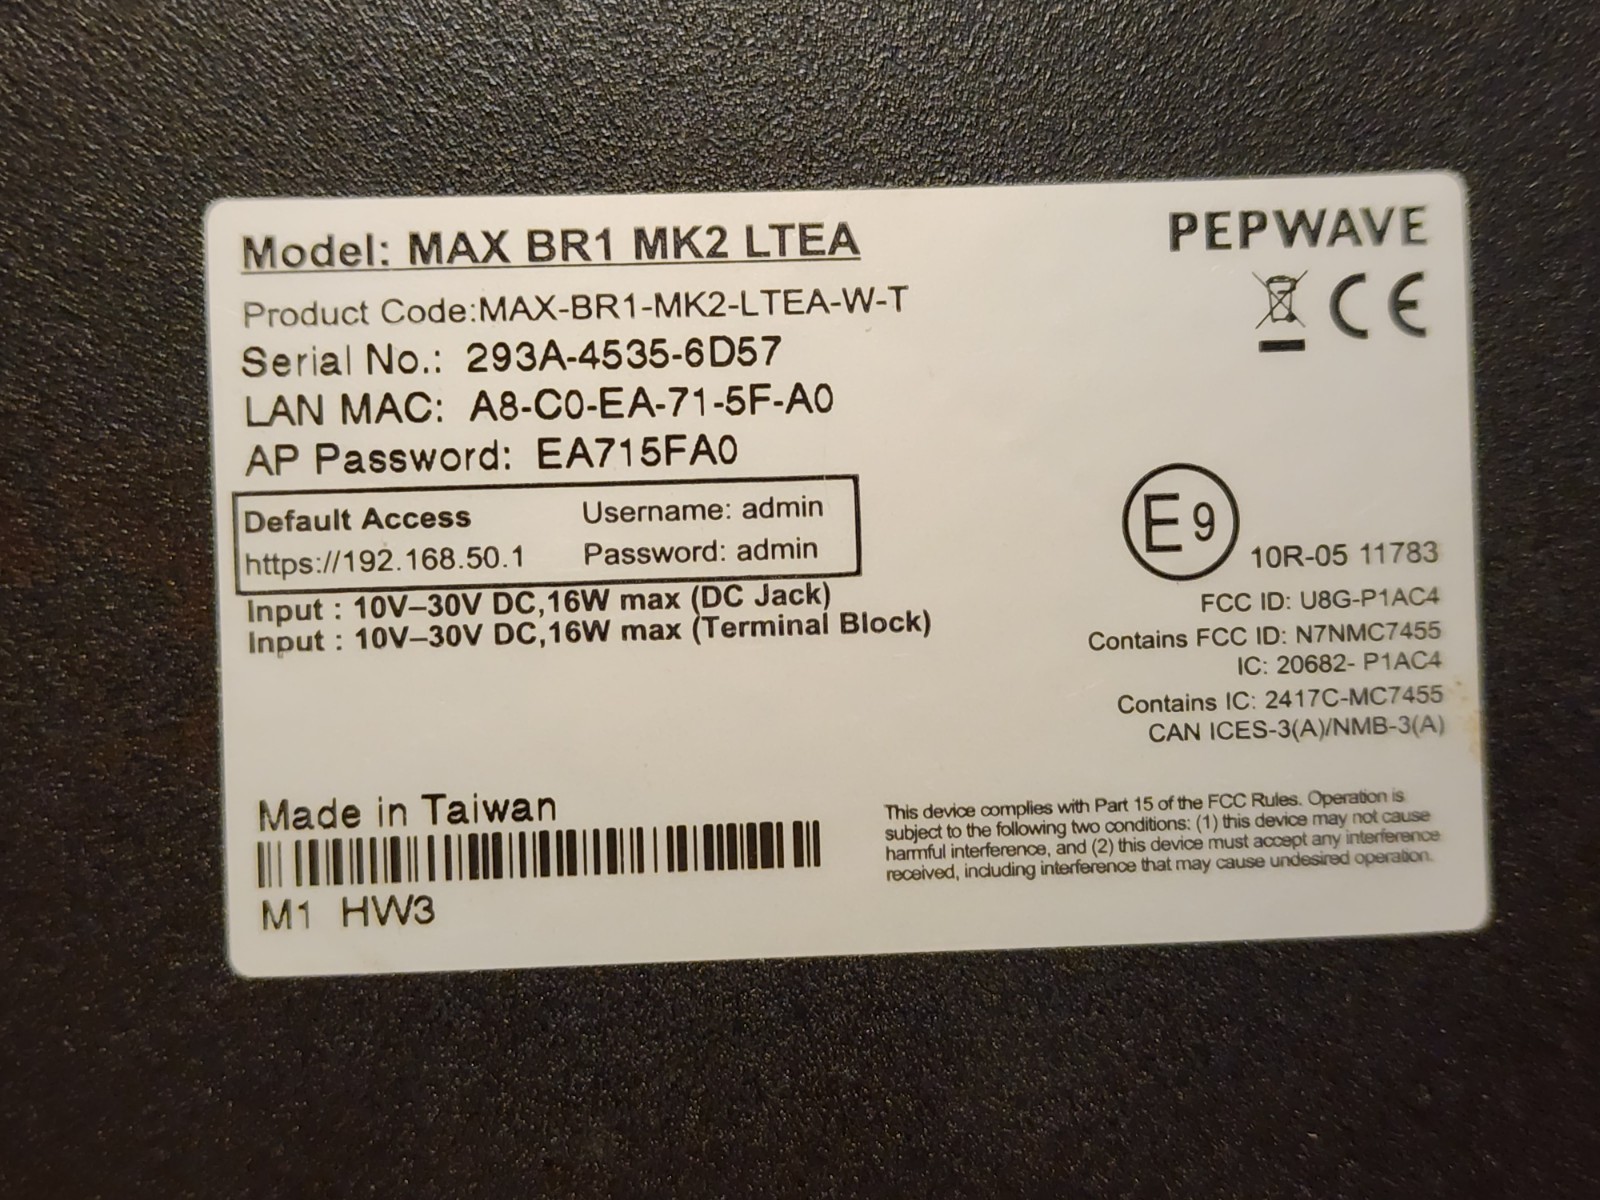 Model: MAX BR1 MK2 LTEA
PEPWAVE
Product Code:MAX-BR1-MK2-LTEA-W-T
CE
Serial No.: 293A-4535-6D57
LAN MAC: A8-C0-EA-71-5F-A0
AP Password: EA715FA0
Default Access
Username: admin
https://192.168.50.1
Password: admin
Input : 10V–30V DC,16W max (DC Jack)
Input : 10V–30V DC,16W max (Terminal Block)
E9
10R-05 11783
FCC ID: U8G-P1AC4
Contains FCC ID: N7NMC7455
IC: 20682- P1AC4
Contains IC: 2417C-MC7455
CAN ICES-3(A)/NMB-3(A)
Made in Taiwan
M1 HW3
This device complies with Part 15 of the FCC Rules. Operation is
subject to the following two conditions: (1) this device may not cause
harmful interference, and (2) this device must accept any interference
received, including interference that may cause undesired operation.